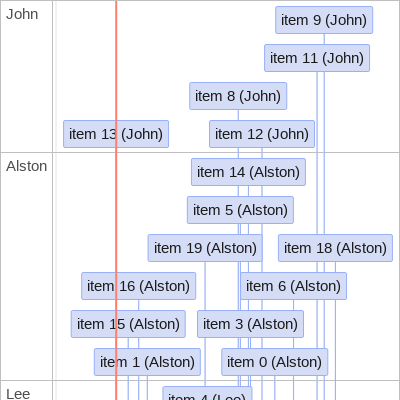 John
item 9 (John)
item 11 (John)
item 8 (John)
item 13 (John)
item 12 (John)
Alston
item 14 (Alston)
item 5 (Alston)
item 19 (Alston)
item 18 (Alston)
item 16 (Alston)
item 6 (Alston)
item 15 (Alston)
item 3 (Alston)
item 1 (Alston)
item 0 (Alston)
Lee
item 4 (Lee)